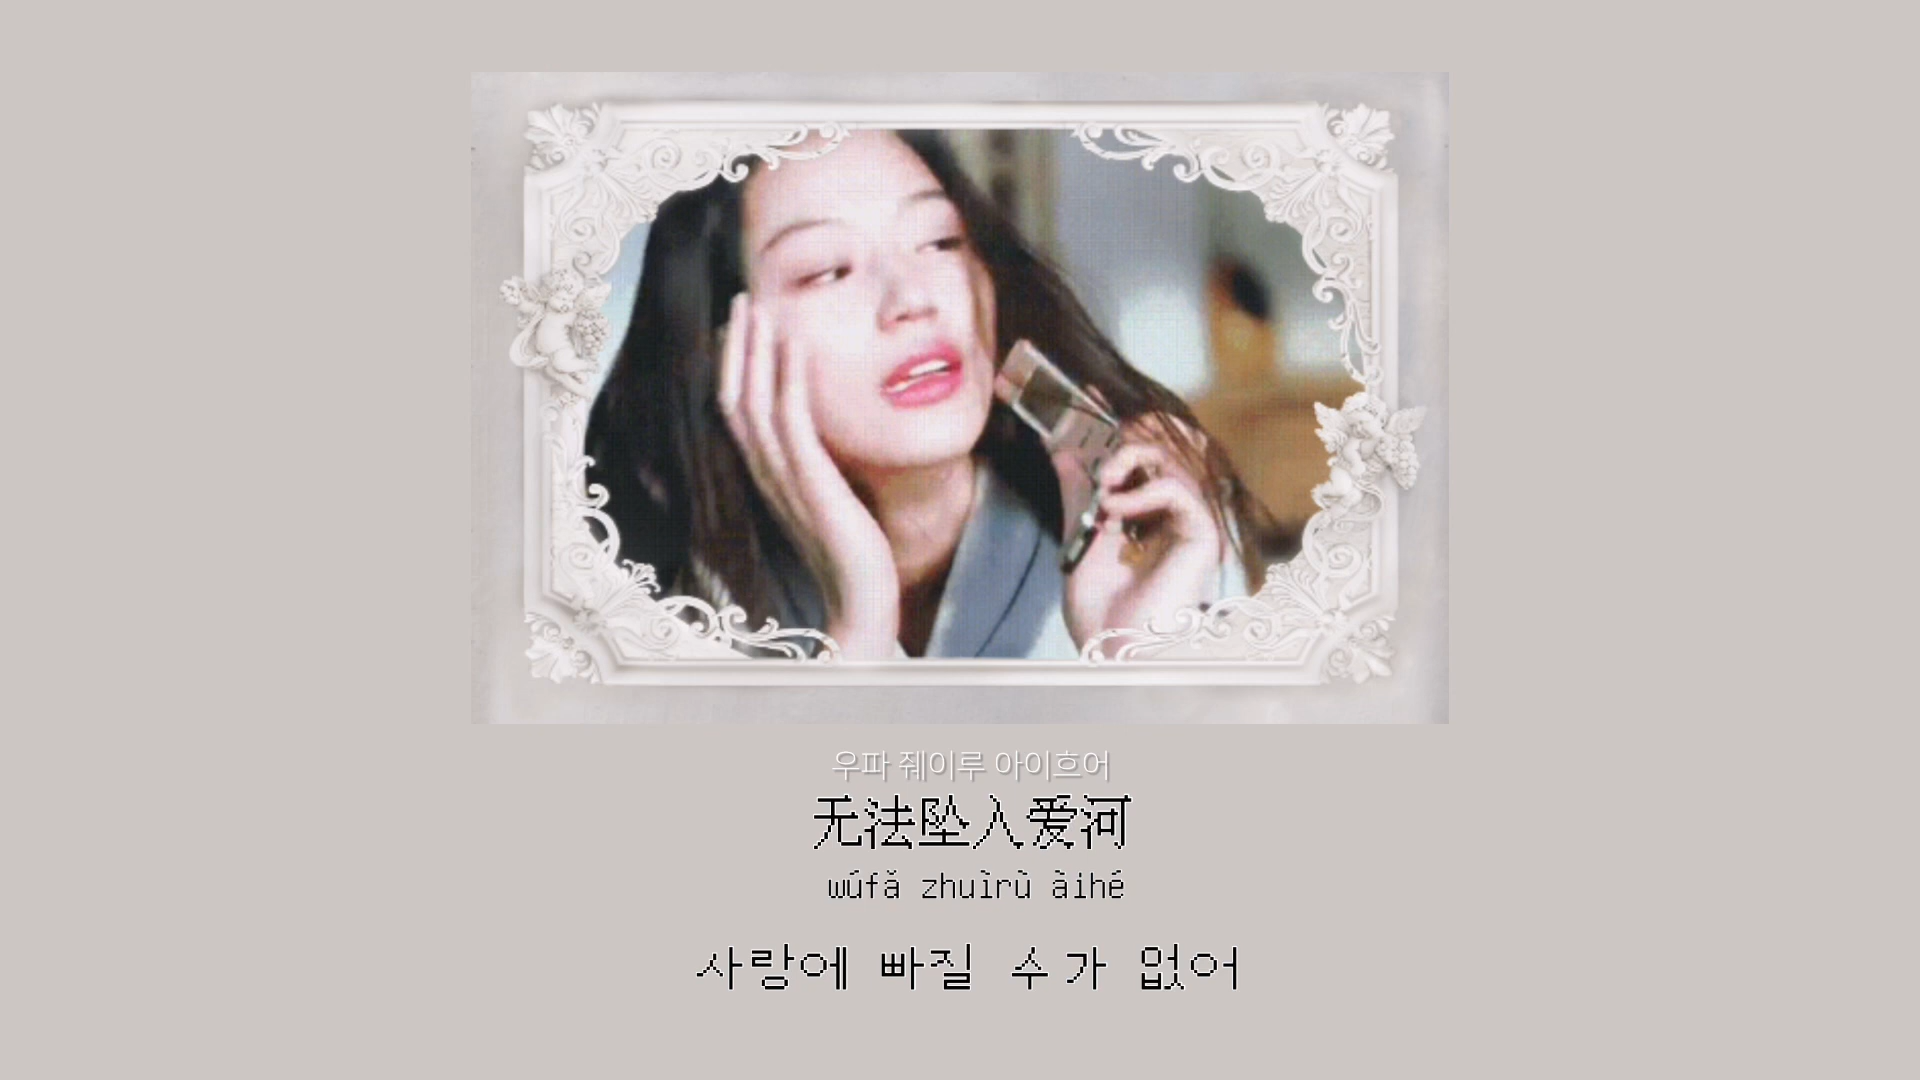 우파 줴이루 아이흐어
无法坠入爱河
wúfǎ zhuìrù àihé
사랑에 빠질 수가 없어